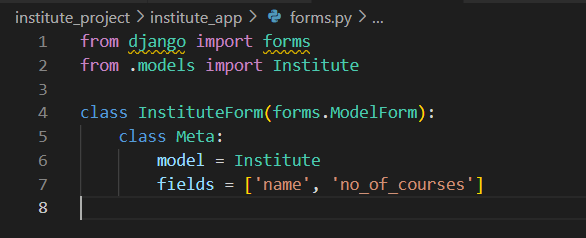 institute_project > institute_app > forms.py > ...
1 from django import forms
2 from .models import Institute
3
4 class InstituteForm(forms.ModelForm):
5     class Meta:
6         model = Institute
7         fields = ['name', 'no_of_courses']
8